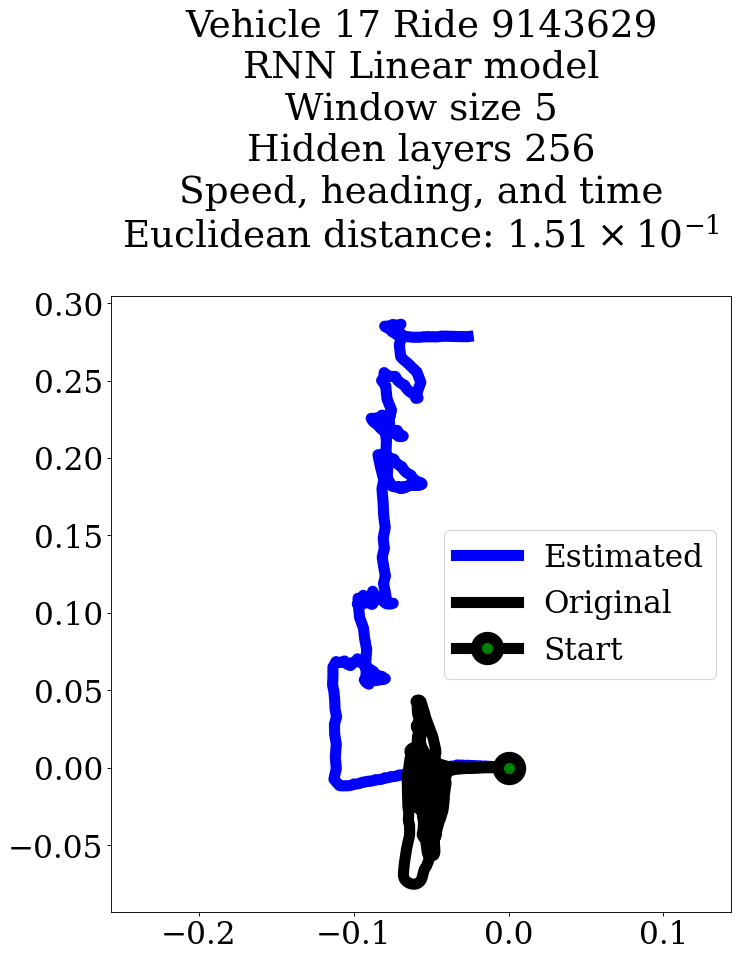 Vehicle 17 Ride 9143629
RNN Linear model
Window size 5
Hidden layers 256
Speed, heading, and time
Euclidean distance: 1.51 × 10⁻¹
0.30
0.25
0.20
0.15
0.10
0.05
0.00
−0.05
Estimated
Original
Start
−0.2 −0.1 0.0 0.1